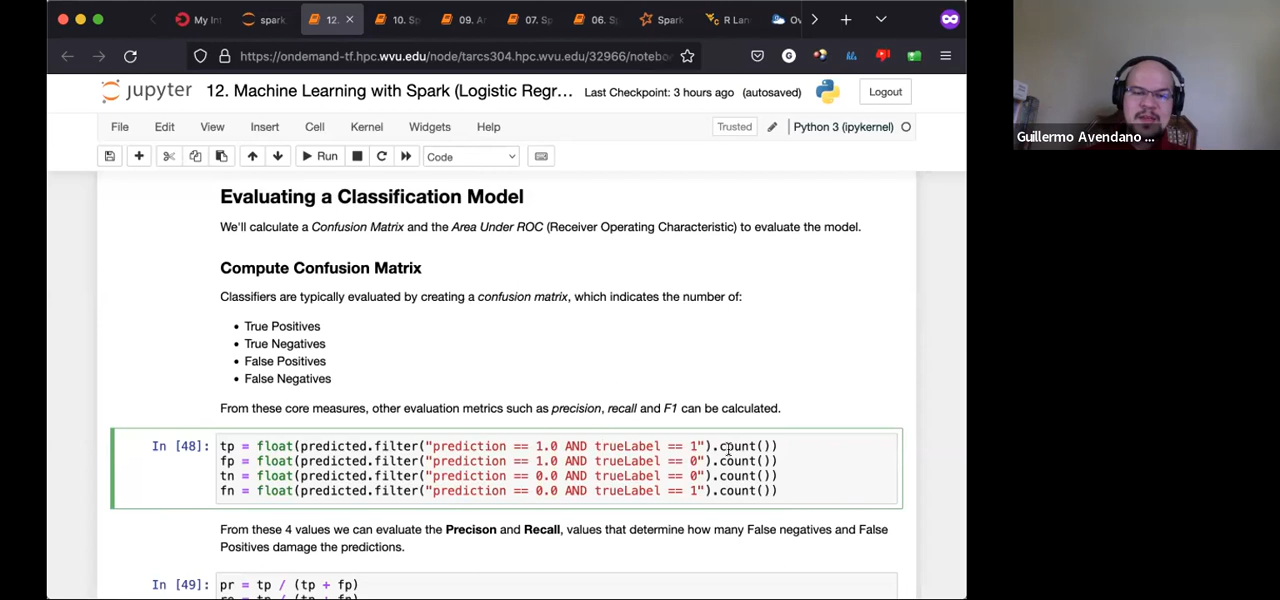 My In
spark
12.
10. Sp
09. A
07. Sp
06. S
Spark
R Lan
Ov
https://ondemand-tf.hpc.wvu.edu/node/tarcs304.hpc.wvu.edu/32966/notebo
jupyter 12. Machine Learning with Spark (Logistic Regr… Last Checkpoint: 3 hours ago (autosaved) Logout
File Edit View Insert Cell Kernel Widgets Help Trusted Python 3 (ipykernel)
Run Code
Evaluating a Classification Model
We'll calculate a Confusion Matrix and the Area Under ROC (Receiver Operating Characteristic) to evaluate the model.
Compute Confusion Matrix
Classifiers are typically evaluated by creating a confusion matrix, which indicates the number of:
• True Positives
• True Negatives
• False Positives
• False Negatives
From these core measures, other evaluation metrics such as precision, recall and F1 can be calculated.
In [48]: tp = float(predicted.filter("prediction == 1.0 AND trueLabel == 1").count())
fp = float(predicted.filter("prediction == 1.0 AND trueLabel == 0").count())
tn = float(predicted.filter("prediction == 0.0 AND trueLabel == 0").count())
fn = float(predicted.filter("prediction == 0.0 AND trueLabel == 1").count())
From these 4 values we can evaluate the Precison and Recall, values that determine how many False negatives and False
Positives damage the predictions.
In [49]: pr = tp / (tp + fp)
Guillermo Avendano ...